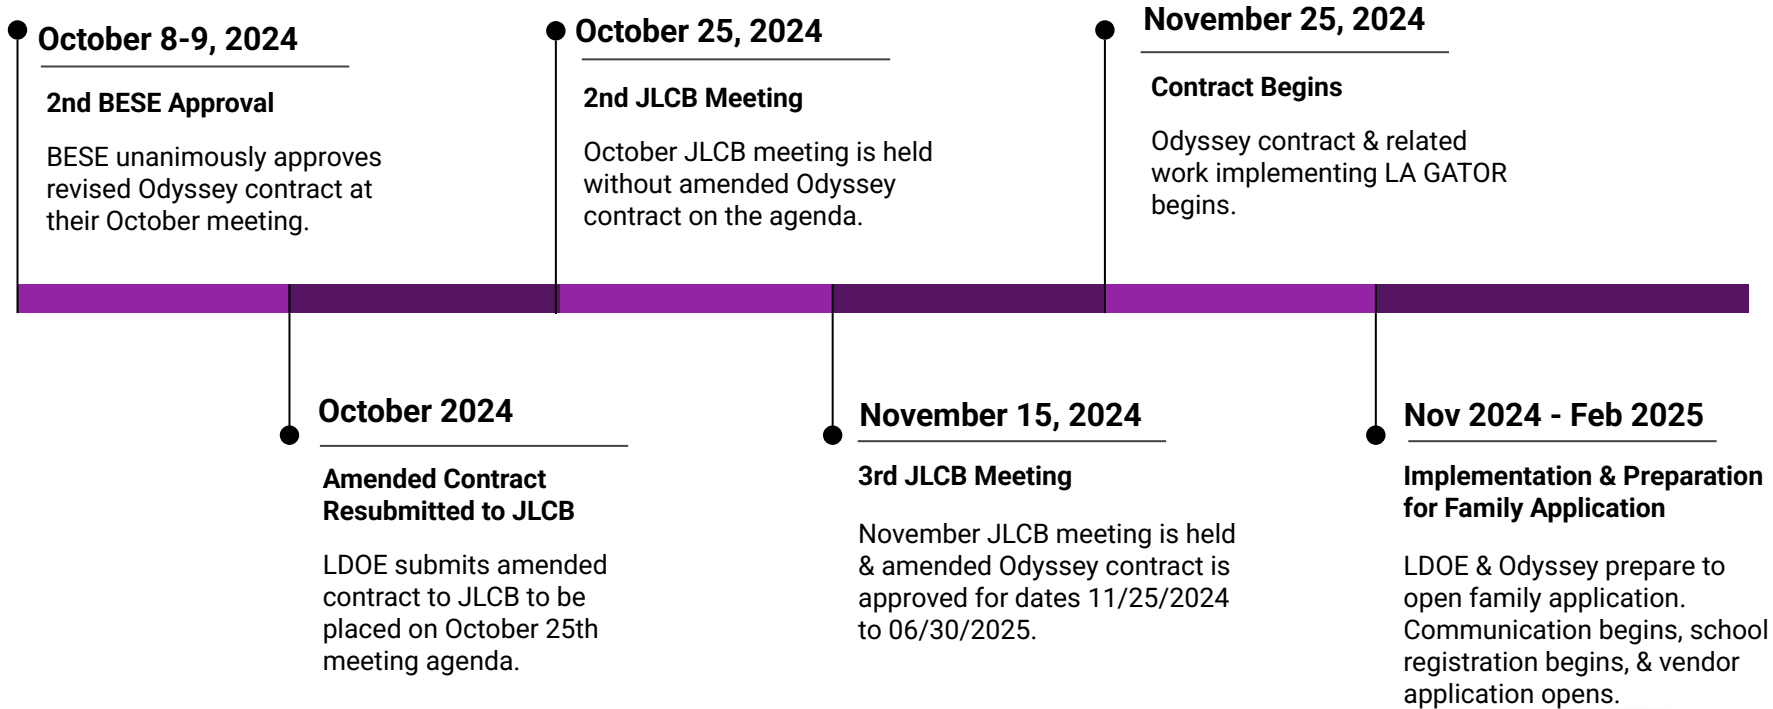 October 8-9, 2024
2nd BESE Approval
BESE unanimously approves
revised Odyssey contract at
their October meeting.
October 25, 2024
2nd JLCB Meeting
October JLCB meeting is held
without amended Odyssey
contract on the agenda.
November 25, 2024
Contract Begins
Odyssey contract & related
work implementing LA GATOR
begins.
October 2024
Amended Contract
Resubmitted to JLCB
LDOE submits amended
contract to JLCB to be
placed on October 25th
meeting agenda.
November 15, 2024
3rd JLCB Meeting
November JLCB meeting is held
& amended Odyssey contract is
approved for dates 11/25/2024
to 06/30/2025.
Nov 2024 - Feb 2025
Implementation & Preparation
for Family Application
LDOE & Odyssey prepare to
open family application.
Communication begins, school
registration begins, & vendor
application opens.